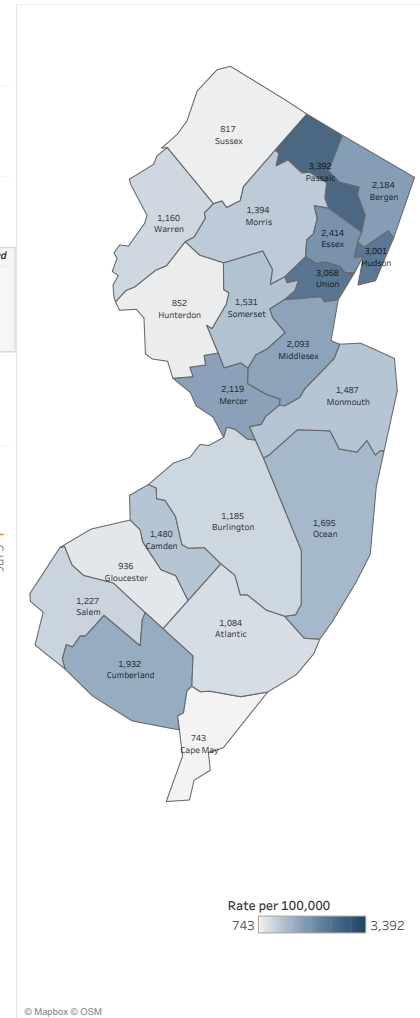 817
Sussex
3,392
Passaic
2,184
Bergen
1,160
Warren
1,394
Morris
2,414
Essex
3,001
Hudson
3,068
Union
852
Hunterdon
1,531
Somerset
2,093
Middlesex
2,119
Mercer
1,487
Monmouth
1,185
Burlington
1,695
Ocean
1,480
Camden
936
Gloucester
1,227
Salem
1,084
Atlantic
1,932
Cumberland
743
Cape May
Rate per 100,000
743
3,392
© Mapbox © OSM